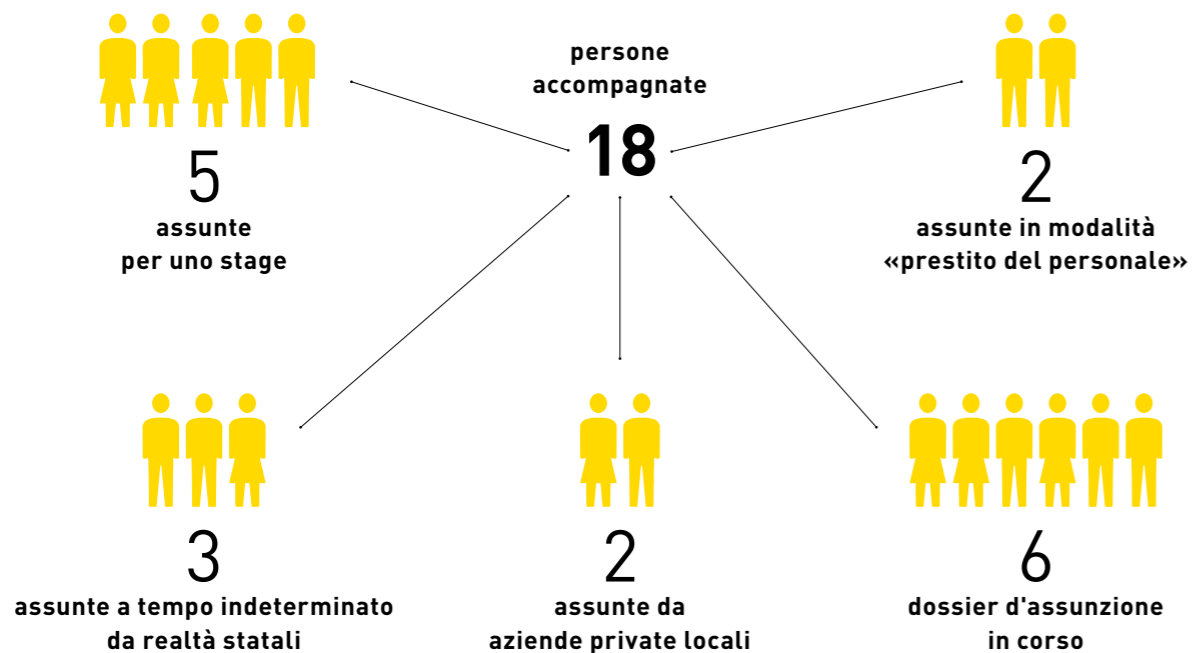 persone
accompagnate
18
5
assunte
per uno stage
2
assunte in modalità
«prestito del personale»
3
assunte a tempo indeterminato
da realtà statali
2
assunte da
aziende private locali
6
dossier d'assunzione
in corso